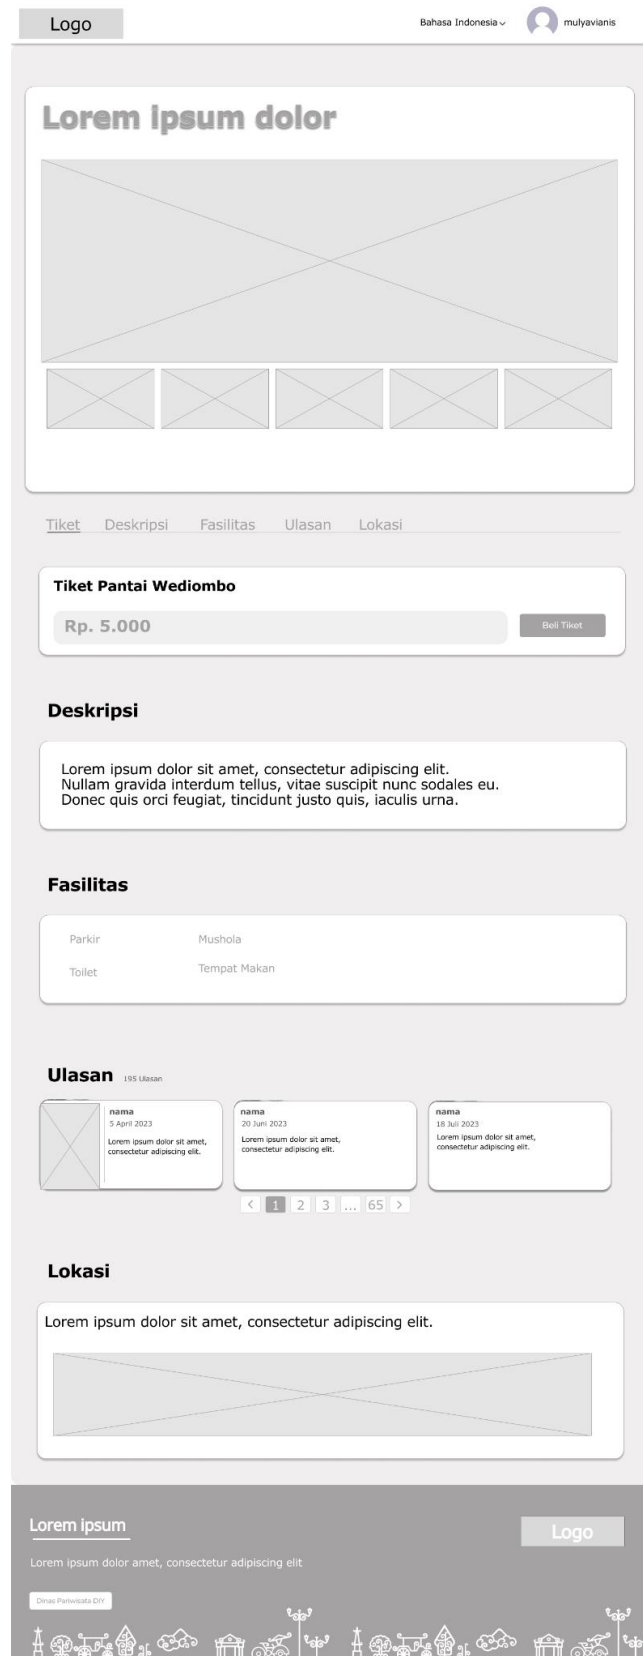 Logo
Bahasa Indonesia
mulyavianis
Lorem ipsum dolor
Tiket Deskripsi Fasilitas Ulasan Lokasi
Tiket Pantai Wediombo
Rp. 5.000
Beli Tiket
Deskripsi
Lorem ipsum dolor sit amet, consectetur adipiscing elit.
Nullam gravida interdum tellus, vitae suscipit nunc sodales eu.
Donec quis orci feugiat, tincidunt justo quis, iaculis urna.
Fasilitas
Parkir
Mushola
Toilet
Tempat Makan
Ulasan 195 Ulasan
nama
5 April 2023
Lorem ipsum dolor sit amet,
consectetur adipiscing elit.
nama
20 Juni 2023
Lorem ipsum dolor sit amet,
consectetur adipiscing elit.
nama
18 Juli 2023
Lorem ipsum dolor sit amet,
consectetur adipiscing elit.
< 1 2 3 ... 65 >
Lokasi
Lorem ipsum dolor sit amet, consectetur adipiscing elit.
Lorem ipsum
Logo
Lorem ipsum dolor amet, consectetur adipiscing elit
Dinas Pariwisata DIY